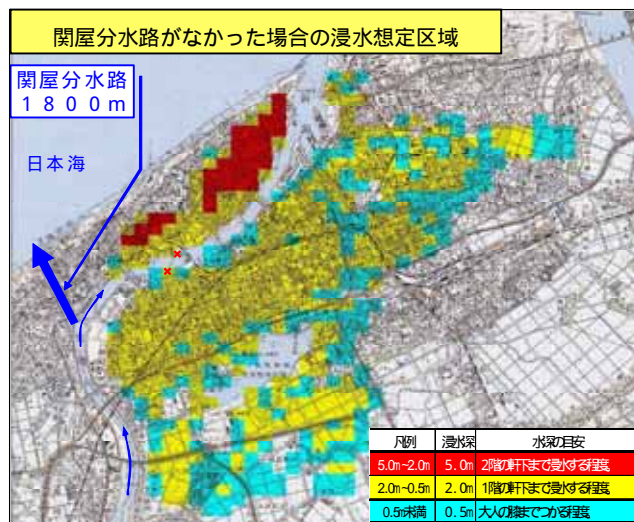 関屋分水路がなかった場合の浸水想定区域
関屋分水路
1800m
日本海
凡例 浸水深 水深の目安
5.0m~2.0m 5.0m 2階の軒下まで浸水する程度
2.0m~0.5m 2.0m 1階の軒下まで浸水する程度
0.5m未満 0.5m 大人の膝までつかる程度